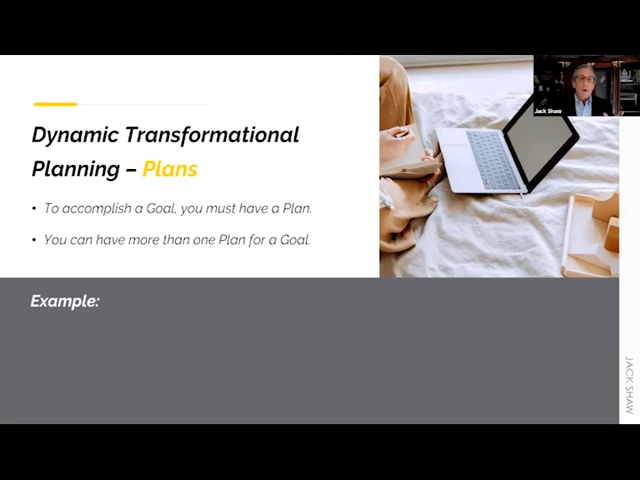 Dynamic Transformational
Planning – Plans
• To accomplish a Goal, you must have a Plan.
• You can have more than one Plan for a Goal.
Example:
Jack Shaw
JACK SHAW